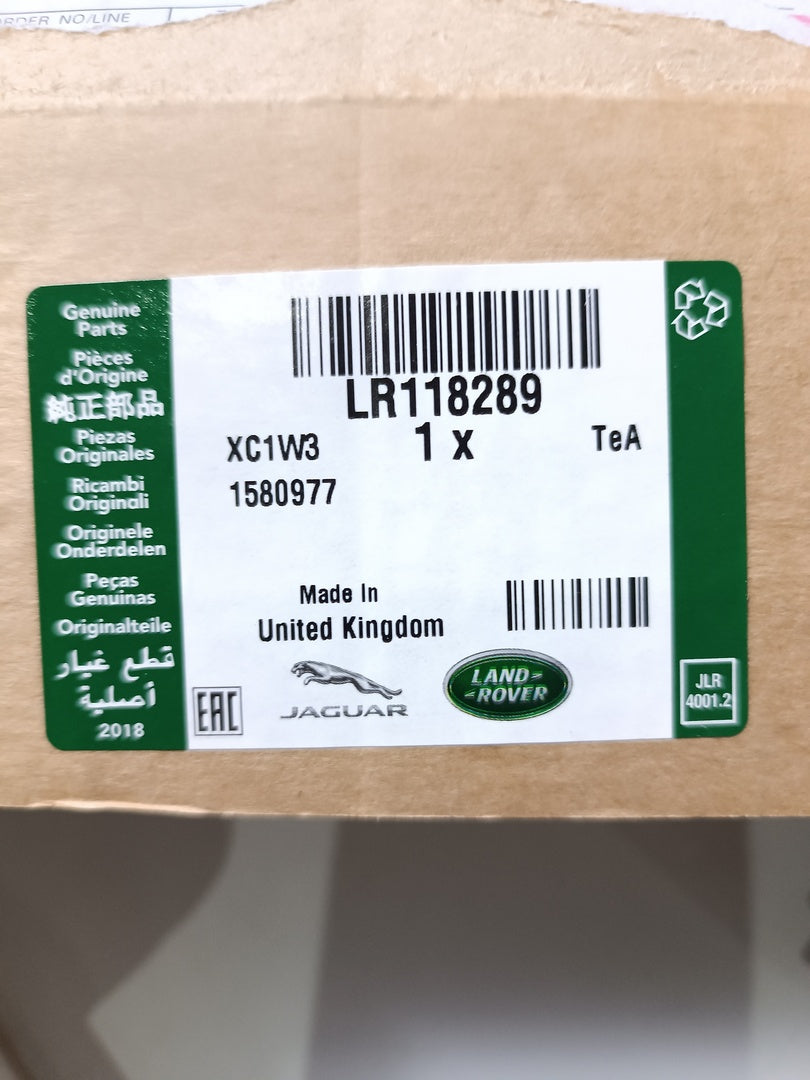 ORDER NO/LINE
Genuine
Parts
Pièces
d'Origine
純正部品
Piezas
Originales
Ricambi
Originali
Originele
Onderdelen
Peças
Genuinas
Originalteile
قطع غيار
أصلية
2018
LR118289
XC1W3 1 x TeA
1580977
Made In
United Kingdom
EAC
JAGUAR
LAND-
-ROVER
JLR
4001.2